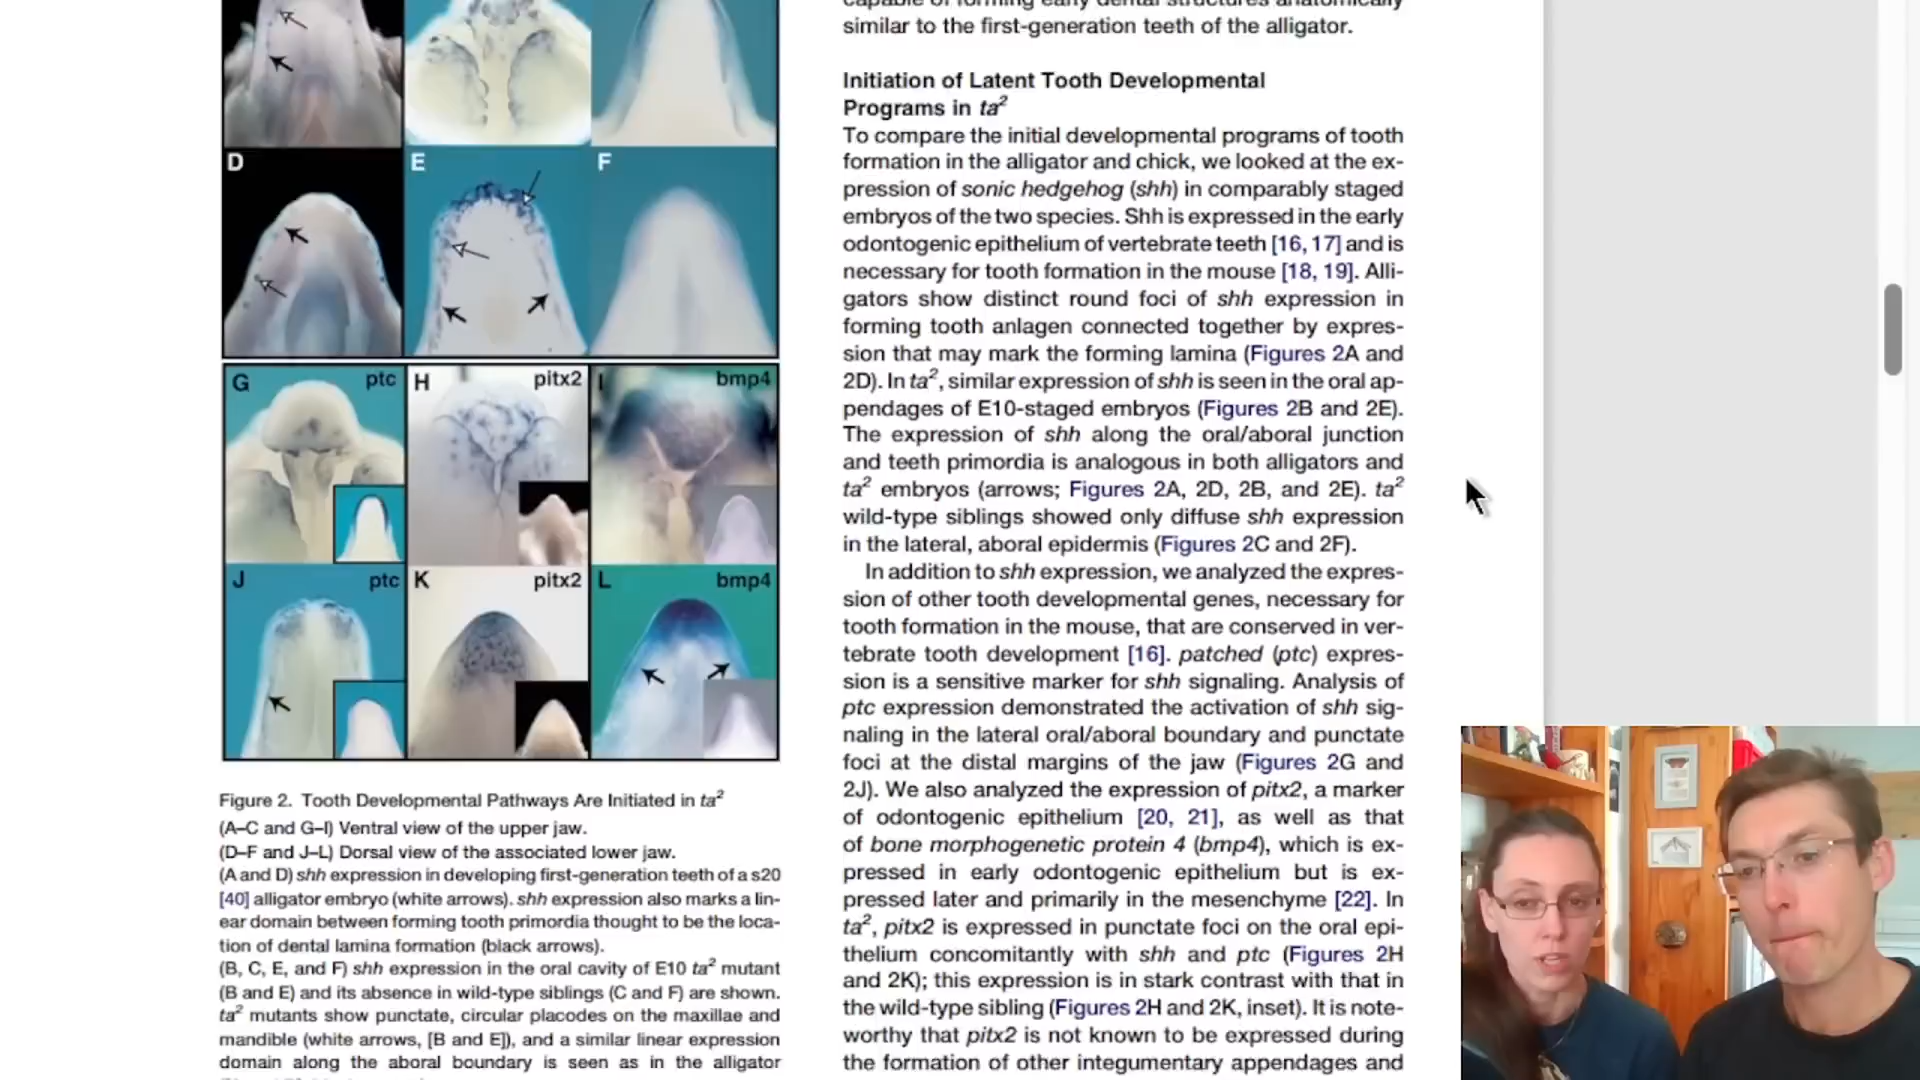 D
E
F
G
ptc
H
pitx2
I
bmp4
J
ptc
K
pitx2
L
bmp4
Figure 2. Tooth Developmental Pathways Are Initiated in ta²
(A–C and G–I) Ventral view of the upper jaw.
(D–F and J–L) Dorsal view of the associated lower jaw.
(A and D) shh expression in developing first-generation teeth of a s20
[40] alligator embryo (white arrows). shh expression also marks a lin-
ear domain between forming tooth primordia thought to be the loca-
tion of dental lamina formation (black arrows).
(B, C, E, and F) shh expression in the oral cavity of E10 ta² mutant
(B and E) and its absence in wild-type siblings (C and F) are shown.
ta² mutants show punctate, circular placodes on the maxillae and
mandible (white arrows, [B and E]), and a similar linear expression
domain along the aboral boundary is seen as in the alligator
capable of forming early dental structures anatomically
similar to the first-generation teeth of the alligator.
Initiation of Latent Tooth Developmental
Programs in ta²
To compare the initial developmental programs of tooth
formation in the alligator and chick, we looked at the ex-
pression of sonic hedgehog (shh) in comparably staged
embryos of the two species. Shh is expressed in the early
odontogenic epithelium of vertebrate teeth [16, 17] and is
necessary for tooth formation in the mouse [18, 19]. Alli-
gators show distinct round foci of shh expression in
forming tooth anlagen connected together by expres-
sion that may mark the forming lamina (Figures 2A and
2D). In ta², similar expression of shh is seen in the oral ap-
pendages of E10-staged embryos (Figures 2B and 2E).
The expression of shh along the oral/aboral junction
and teeth primordia is analogous in both alligators and
ta² embryos (arrows; Figures 2A, 2D, 2B, and 2E). ta²
wild-type siblings showed only diffuse shh expression
in the lateral, aboral epidermis (Figures 2C and 2F).
In addition to shh expression, we analyzed the expres-
sion of other tooth developmental genes, necessary for
tooth formation in the mouse, that are conserved in ver-
tebrate tooth development [16]. patched (ptc) expres-
sion is a sensitive marker for shh signaling. Analysis of
ptc expression demonstrated the activation of shh sig-
naling in the lateral oral/aboral boundary and punctate
foci at the distal margins of the jaw (Figures 2G and
2J). We also analyzed the expression of pitx2, a marker
of odontogenic epithelium [20, 21], as well as that
of bone morphogenetic protein 4 (bmp4), which is ex-
pressed in early odontogenic epithelium but is ex-
pressed later and primarily in the mesenchyme [22]. In
ta², pitx2 is expressed in punctate foci on the oral epi-
thelium concomitantly with shh and ptc (Figures 2H
and 2K); this expression is in stark contrast with that in
the wild-type sibling (Figures 2H and 2K, inset). It is note-
worthy that pitx2 is not known to be expressed during
the formation of other integumentary appendages and